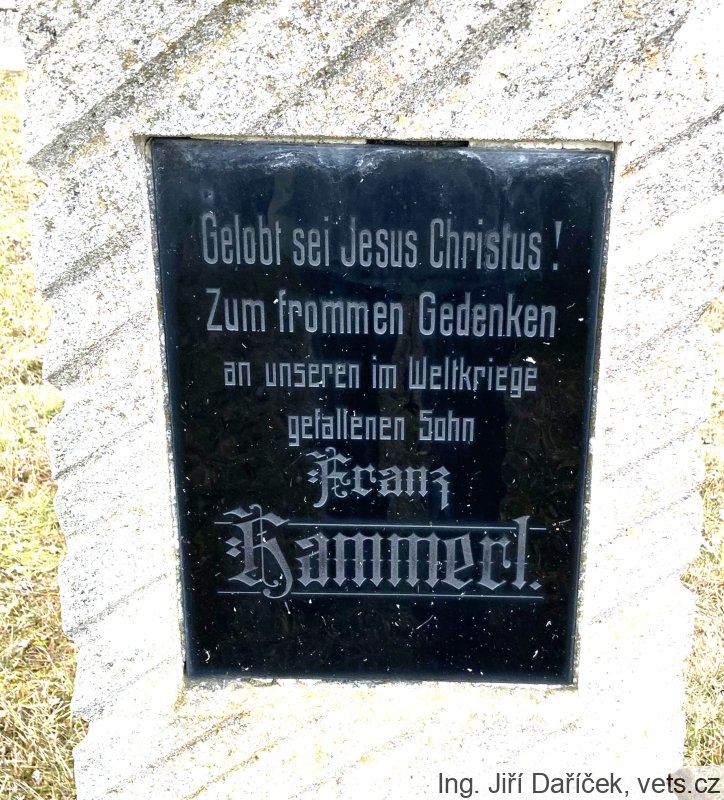 Gelobt sei Jesus Christus!
Zum frommen Gedenken
an unseren im Weltkriege
gefallenen Sohn
Franz
Hammerl.
Ing. Jiří Daříček, vets.cz